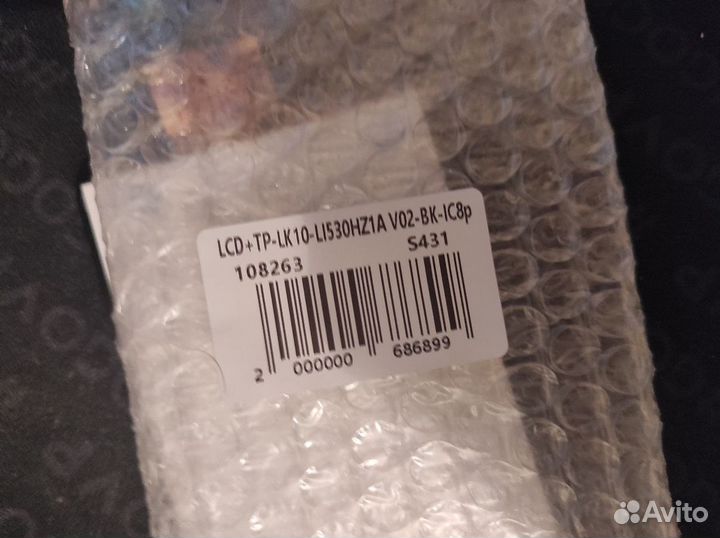 LCD+TP-LK10-LI530HZ1A V02-BK-IC8p
108263 S431
2 000000 686899
Avito